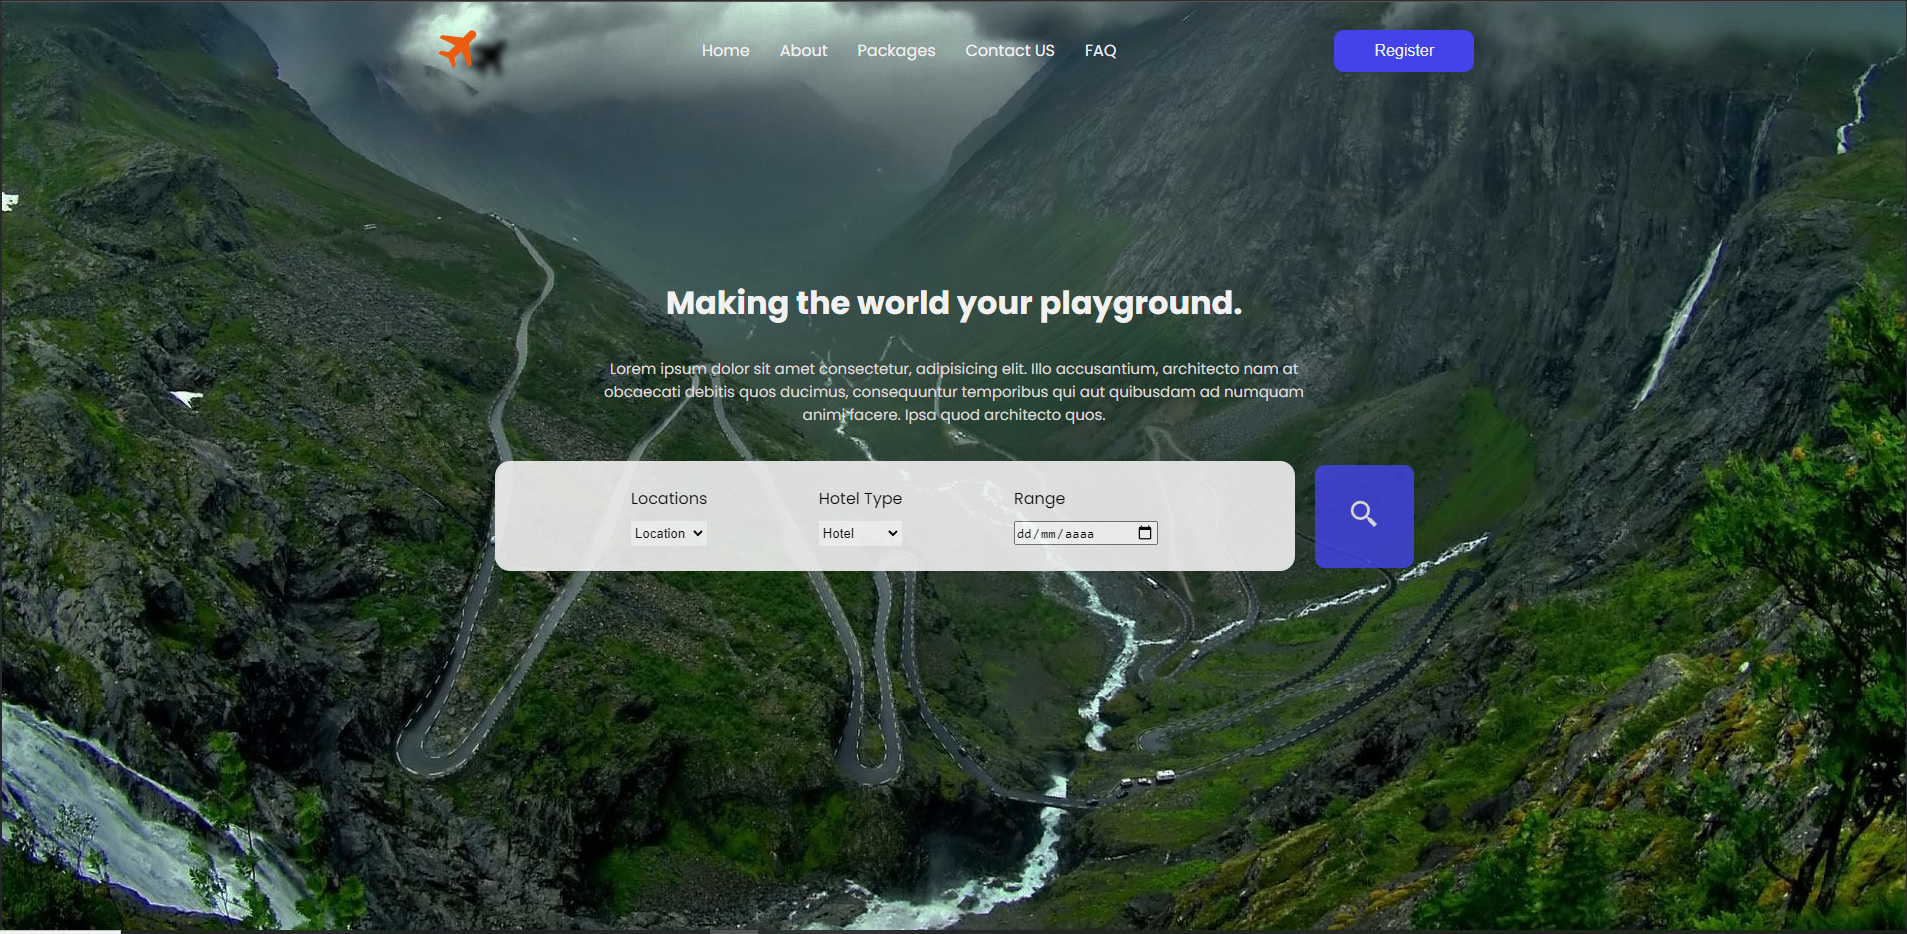 Home About Packages Contact US FAQ Register
Making the world your playground.
Lorem ipsum dolor sit amet consectetur, adipisicing elit. Illo accusantium, architecto nam at
obcaecati debitis quos ducimus, consequuntur temporibus qui aut quibusdam ad numquam
animi facere. Ipsa quod architecto quos.
Locations Hotel Type Range
Location Hotel dd/mm/aaaa